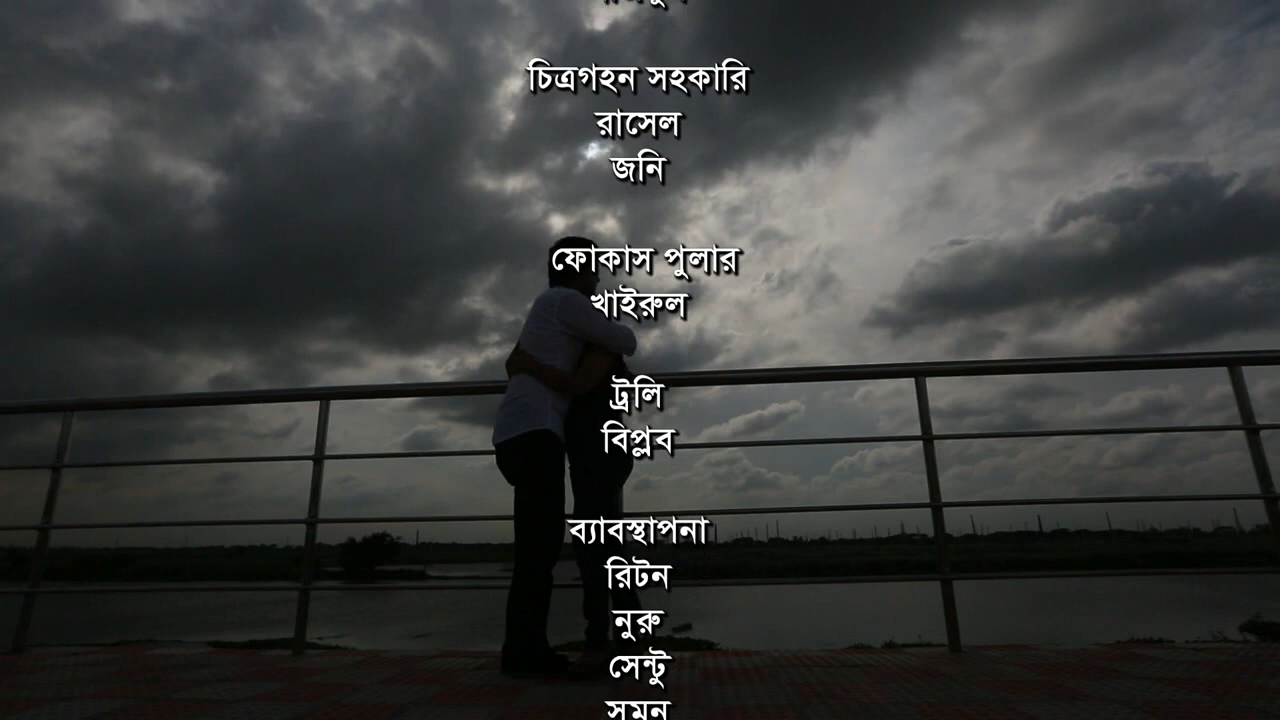 চিত্রগহন সহকারি
রাসেল
জনি
ফোকাস পুলার
খাইরুল
ট্রলি
বিপ্লব
ব্যাবস্থাপনা
রিটন
নুরু
সেন্টু